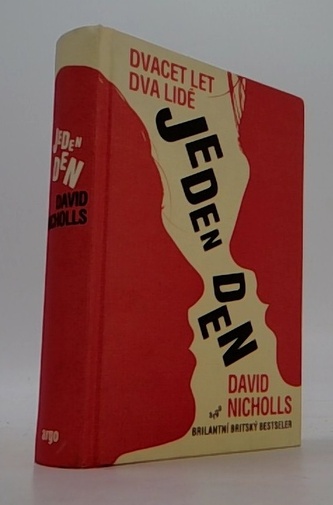 DVACET LET
DVA LIDÉ
JEDEN
DEN
DAVID
NICHOLLS
BRILANTNÍ BRITSKÝ BESTSELER
JEDEN
DEN
DAVID
NICHOLLS
argo